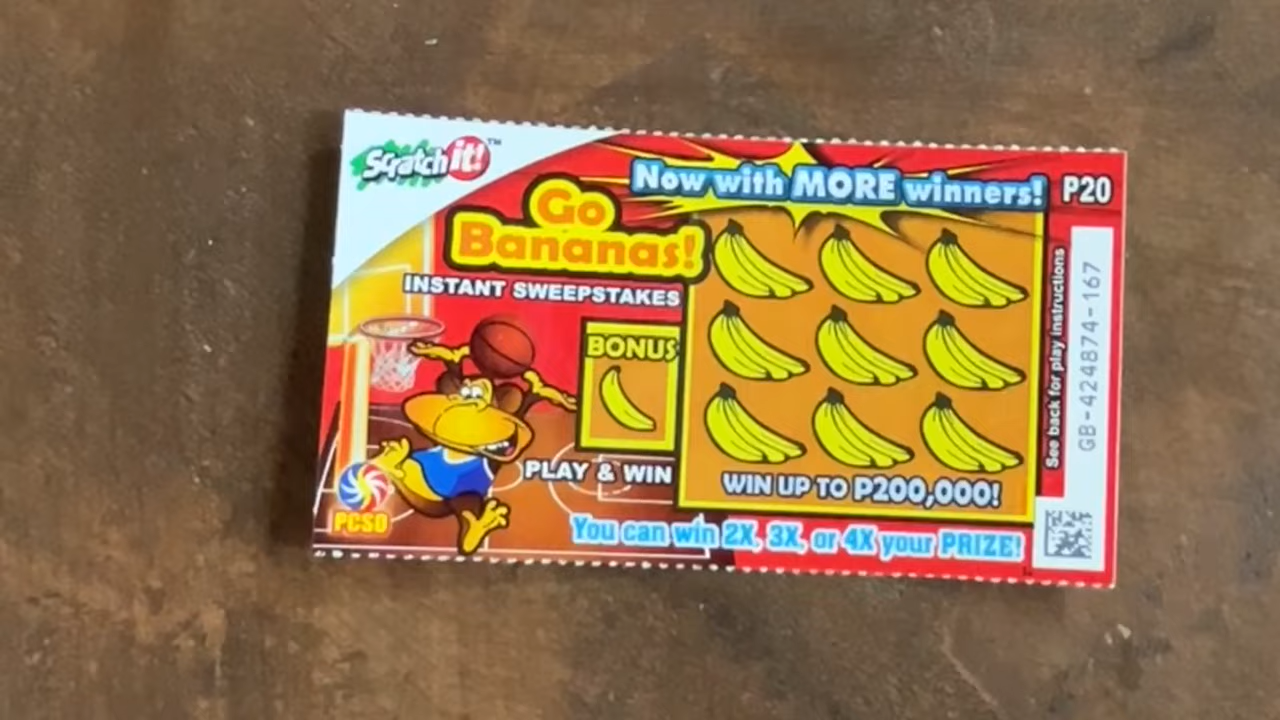 Scratch it!™
Now with MORE winners!
P20
Go
Bananas!
INSTANT SWEEPSTAKES
BONUS
PLAY & WIN
WIN UP TO P200,000!
You can win 2X, 3X, or 4X your PRIZE!
PCSO
See back for play instructions
GB-424874-167